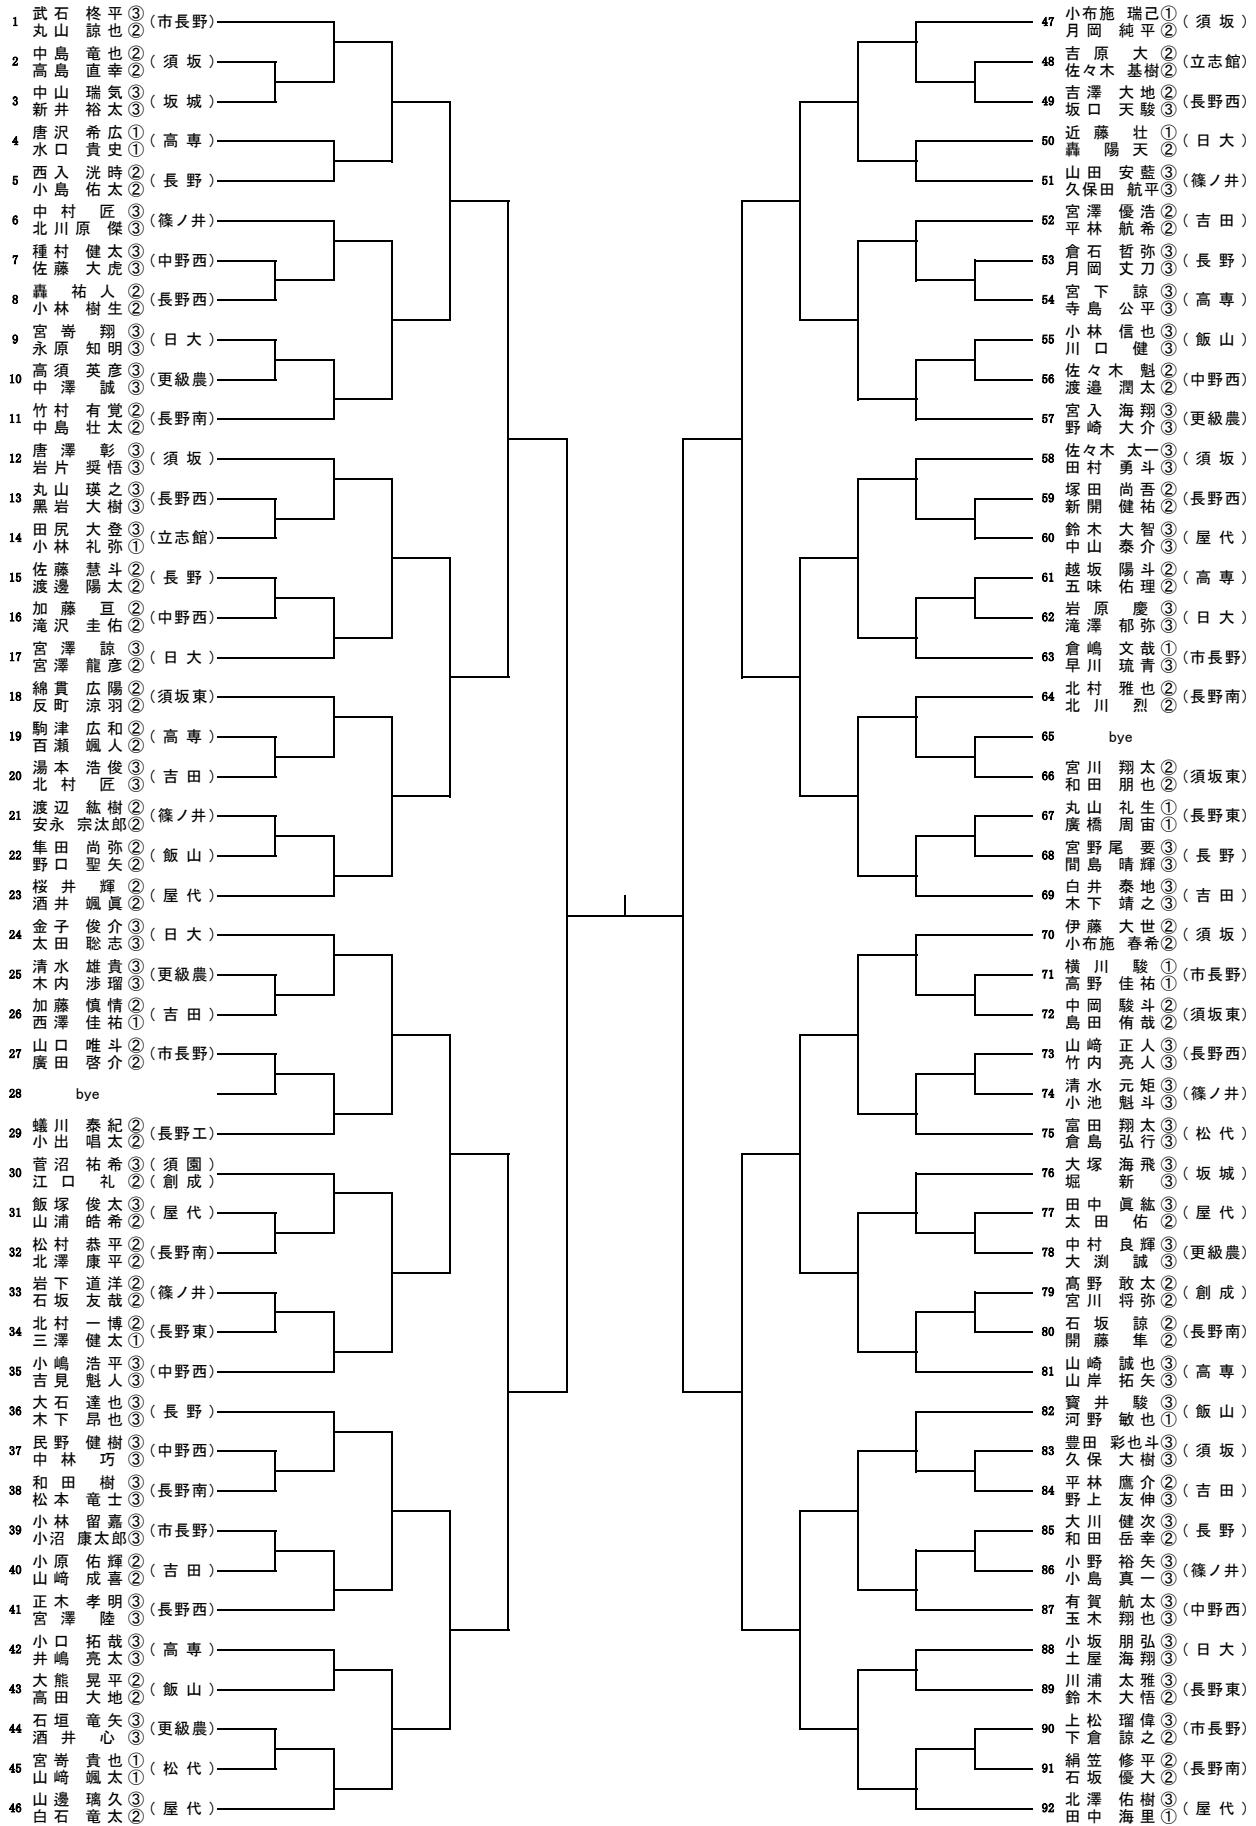 1 武石 柊平③ (市長野)
丸山 諒也②
2 中島 竜也② (須坂)
高島 直幸②
3 中山 瑞気③ (坂城)
新井 裕太③
4 唐沢 希広① (高専)
水口 貴史①
5 西入 洸時② (長野)
小島 佑太②
6 中村 匠③ (篠ノ井)
北川原 傑③
7 種村 健太③ (中野西)
佐藤 大虎③
8 轟 祐人② (長野西)
小林 樹生②
9 宮嵜 翔③ (日大)
永原 知明③
10 高須 英彦③ (更級農)
中澤 誠③
11 竹村 有覚② (長野南)
中島 壮太②
12 唐澤 彰③ (須坂)
岩片 奨悟③
13 丸山 瑛之③ (長野西)
黒岩 大樹③
14 田尻 大登③ (立志館)
小林 礼弥①
15 佐藤 慧斗② (長野)
渡邊 陽太②
16 加藤 亘② (中野西)
滝沢 圭佑②
17 宮澤 諒③ (日大)
宮澤 龍彦②
18 綿貫 広陽② (須坂東)
反町 涼羽②
19 駒津 広和② (高専)
百瀬 颯人②
20 湯本 浩俊③ (吉田)
北村 匠③
21 渡辺 紘樹② (篠ノ井)
安永 宗汰郎②
22 隼田 尚弥② (飯山)
野口 聖矢②
23 桜井 輝② (屋代)
酒井 颯眞②
24 金子 俊介③ (日大)
太田 聡志③
25 清水 雄貴③ (更級農)
木内 渉瑠③
26 加藤 慎情② (吉田)
西澤 佳祐①
27 山口 唯斗② (市長野)
廣田 啓介②
28 bye
29 蟻川 泰紀② (長野工)
小出 唱太②
30 菅沼 祐希③ (須園)
江口 礼② (創成)
31 飯塚 俊太③ (屋代)
山浦 皓希②
32 松村 恭平② (長野南)
北澤 康平②
33 岩下 道洋② (篠ノ井)
石坂 友哉②
34 北村 一博② (長野東)
三澤 健太①
35 小嶋 浩平③ (中野西)
吉見 魁人③
36 大石 達也③ (長野)
木下 昂也③
37 民野 健樹③ (中野西)
中林 巧③
38 和田 樹③ (長野南)
松本 竜士③
39 小林 留嘉③ (市長野)
小沼 康太郎③
40 小原 佑輝② (吉田)
山﨑 成喜②
41 正木 孝明③ (長野西)
宮澤 陸③
42 小口 拓哉③ (高専)
井嶋 亮太③
43 大熊 晃平② (飯山)
高田 大地②
44 石垣 竜矢③ (更級農)
酒井 心③
45 宮嵜 貴也① (松代)
山﨑 颯太①
46 山邊 璃久③ (屋代)
白石 竜太②
47 小布施 瑞己① (須坂)
月岡 純平②
48 吉原 大② (立志館)
佐々木 基樹②
49 吉澤 大地② (長野西)
坂口 天駿③
50 近藤 壮① (日大)
轟 陽天②
51 山田 安藍③ (篠ノ井)
久保田 航平③
52 宮澤 優浩② (吉田)
平林 航希②
53 倉石 哲弥③ (長野)
月岡 丈刀③
54 宮下 諒③ (高専)
寺島 公平③
55 小林 信也③ (飯山)
川口 健③
56 佐々木 魁② (中野西)
渡邉 潤太②
57 宮入 海翔③ (更級農)
野崎 大介③
58 佐々木 太一③ (須坂)
田村 勇斗③
59 塚田 尚吾② (長野西)
新開 健祐②
60 鈴木 大智③ (屋代)
中山 泰介③
61 越坂 陽斗② (高専)
五味 佑理②
62 岩原 慶③ (日大)
滝澤 郁弥③
63 倉嶋 文哉① (市長野)
早川 琉青③
64 北村 雅也② (長野南)
北川 烈②
65 bye
66 宮川 翔太② (須坂東)
和田 朋也②
67 丸山 礼生① (長野東)
廣橋 周宙①
68 宮野尾 要③ (長野)
間島 晴輝③
69 白井 泰地③ (吉田)
木下 靖之③
70 伊藤 大世② (須坂)
小布施 春希②
71 横川 駿① (市長野)
高野 佳祐①
72 中岡 駿斗② (須坂東)
島田 侑哉②
73 山﨑 正人③ (長野西)
竹内 亮人③
74 清水 元矩③ (篠ノ井)
小池 魁斗③
75 富田 翔太③ (松代)
倉島 弘行③
76 大塚 海飛③ (坂城)
堀 新③
77 田中 眞紘③ (屋代)
太田 佑②
78 中村 良輝③ (更級農)
大渕 誠③
79 髙野 敢太② (創成)
宮川 将弥②
80 石坂 諒② (長野南)
開藤 隼②
81 山崎 誠也③ (高専)
山岸 拓矢③
82 寳井 駿③ (飯山)
河野 敏也①
83 豊田 彩也斗③ (須坂)
久保 大樹③
84 平林 鷹介② (吉田)
野上 友伸③
85 大川 健次③ (長野)
和田 岳幸②
86 小野 裕矢③ (篠ノ井)
小島 真一③
87 有賀 航太③ (中野西)
玉木 翔也③
88 小坂 朋弘③ (日大)
土屋 海翔③
89 川浦 太雅③ (長野東)
鈴木 大悟②
90 上松 瑠偉③ (市長野)
下倉 諒之②
91 絹笠 修平② (長野南)
石坂 優大②
92 北澤 佑樹③ (屋代)
田中 海里①